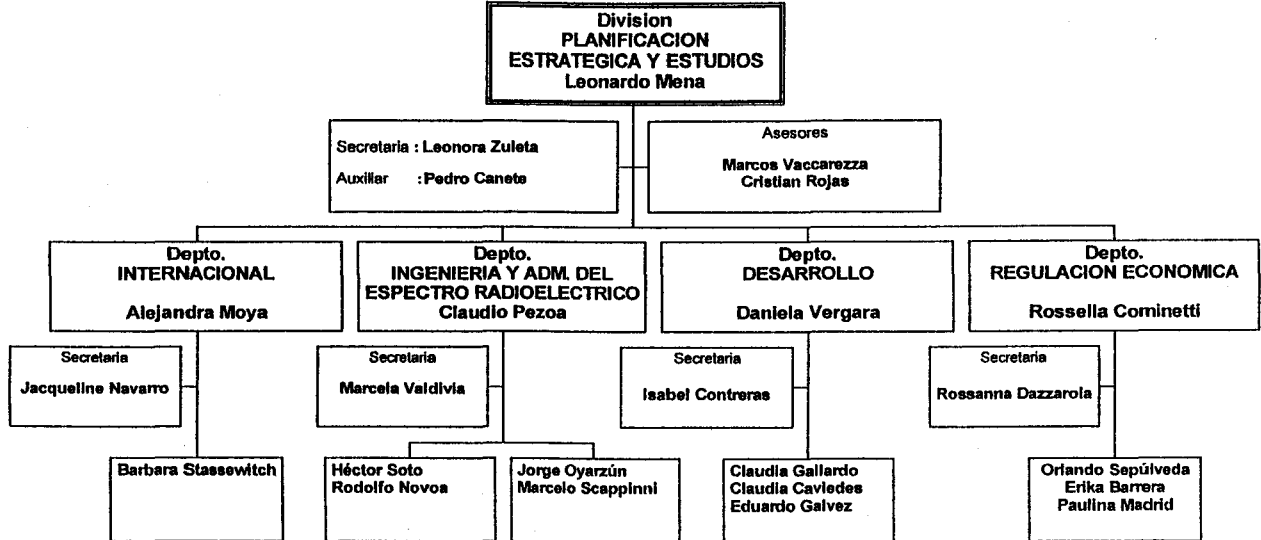 Division
PLANIFICACION
ESTRATEGICA Y ESTUDIOS
Leonardo Mena
Secretaria : Leonora Zuleta
Auxiliar : Pedro Canete
Asesores
Marcos Vaccarezza
Cristian Rojas
Depto.
INTERNACIONAL
Alejandra Moya
Depto.
INGENIERIA Y ADM. DEL
ESPECTRO RADIOELECTRICO
Claudio Pezoa
Depto.
DESARROLLO
Daniela Vergara
Depto.
REGULACION ECONOMICA
Rossella Cominetti
Secretaria
Jacqueline Navarro
Secretaria
Marcela Valdivia
Secretaria
Isabel Contreras
Secretaria
Rossanna Dazzarola
Barbara Stassewitch
Héctor Soto
Rodolfo Novoa
Jorge Oyarzún
Marcelo Scappinni
Claudia Gallardo
Claudia Caviedes
Eduardo Galvez
Orlando Sepúlveda
Erika Barrera
Paulina Madrid